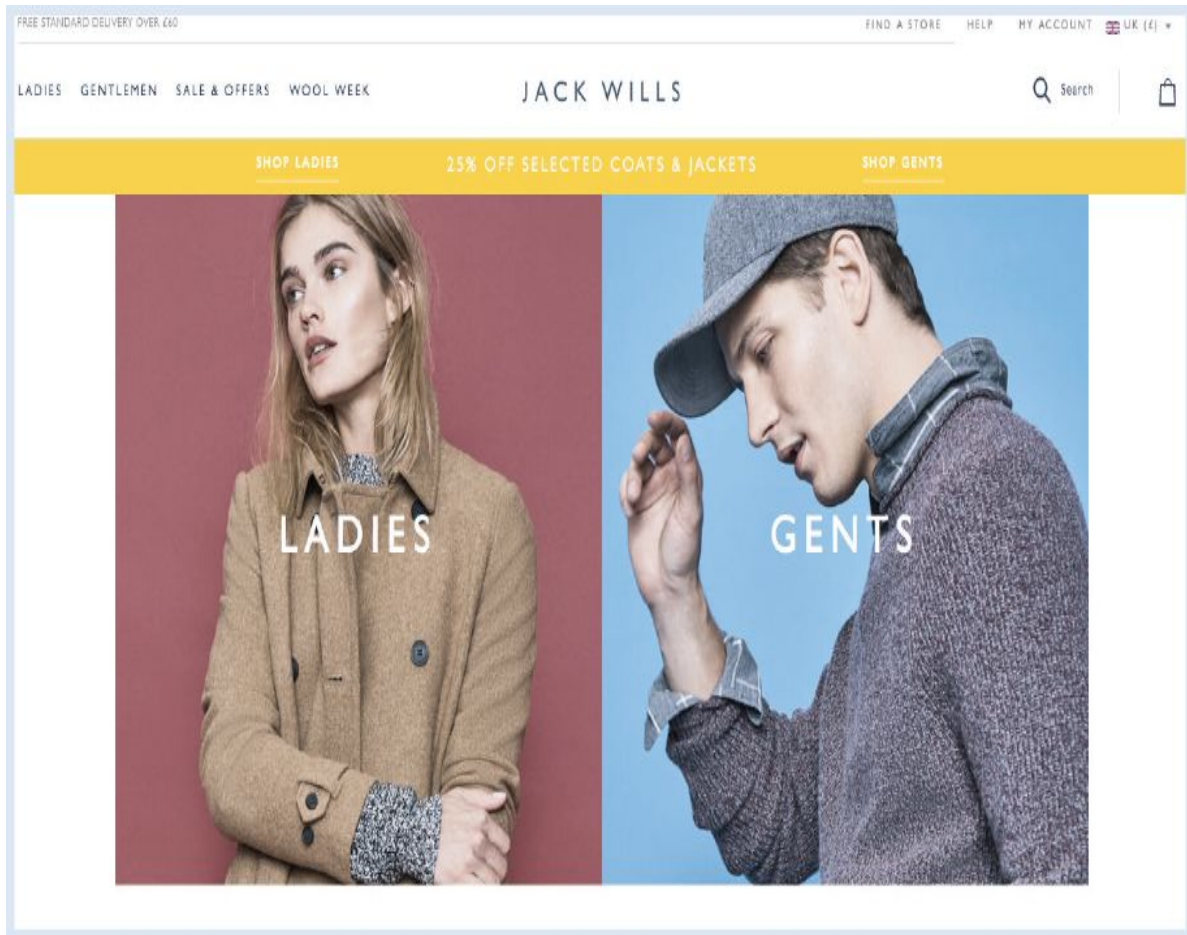 FREE STANDARD DELIVERY OVER £60
FIND A STORE HELP MY ACCOUNT UK (£)
LADIES GENTLEMEN SALE & OFFERS WOOL WEEK
JACK WILLS
Search
SHOP LADIES
25% OFF SELECTED COATS & JACKETS
SHOP GENTS
LADIES
GENTS